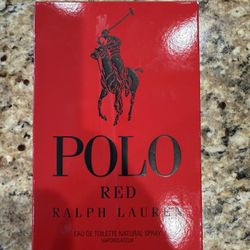 POLO
RED
RALPH LAUREN
EAU DE TOILETTE NATURAL SPRAY
VAPORISATEUR